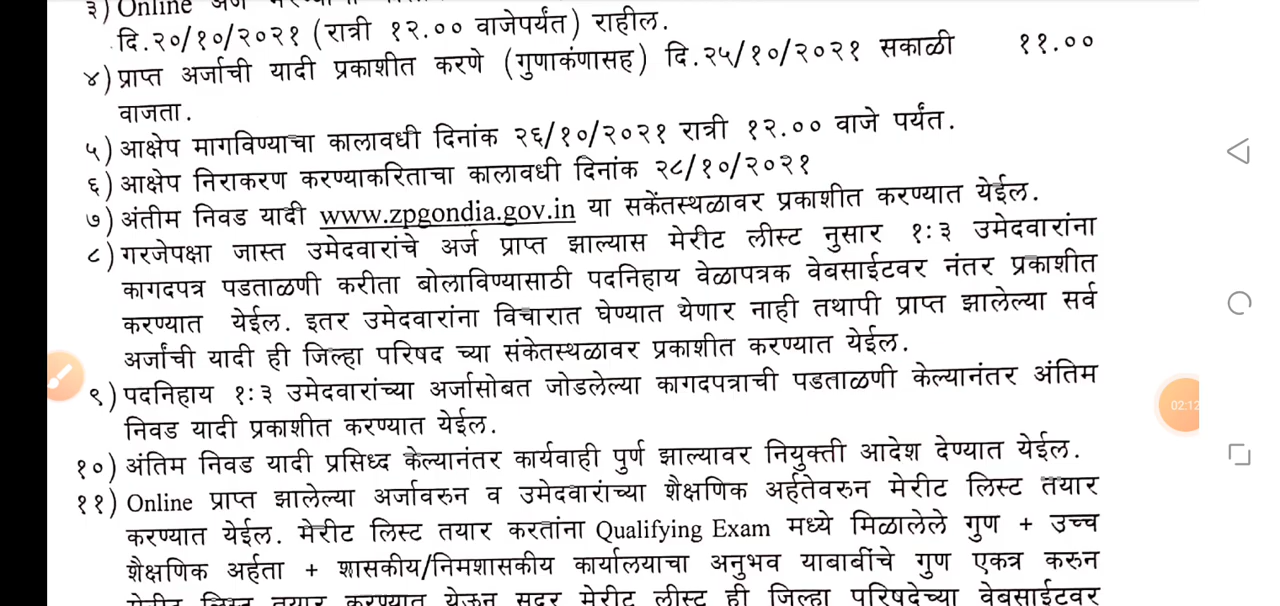 ३) Online अर्ज
दि.२०/१०/२०२१ (रात्री १२.०० वाजेपर्यंत) राहील.
४) प्राप्त अर्जाची यादी प्रकाशीत करणे (गुणाकंणासह) दि.२५/१०/२०२१ सकाळी ११.००
वाजता.
५) आक्षेप मागविण्याचा कालावधी दिनांक २६/१०/२०२१ रात्री १२.०० वाजे पर्यंत.
६) आक्षेप निराकरण करण्याकरिताचा कालावधी दिनांक २८/१०/२०२१
७) अंतीम निवड यादी www.zpgondia.gov.in या सकेंतस्थळावर प्रकाशीत करण्यात येईल.
८) गरजेपक्षा जास्त उमेदवारांचे अर्ज प्राप्त झाल्यास मेरीट लीस्ट नुसार १:३ उमेदवारांना
कागदपत्र पडताळणी करीता बोलाविण्यासाठी पदनिहाय वेळापत्रक वेबसाईटवर नंतर प्रकाशीत
करण्यात येईल. इतर उमेदवारांना विचारात घेण्यात येणार नाही तथापी प्राप्त झालेल्या सर्व
अर्जांची यादी ही जिल्हा परिषद च्या संकेतस्थळावर प्रकाशीत करण्यात येईल.
९) पदनिहाय १:३ उमेदवारांच्या अर्जासोबत जोडलेल्या कागदपत्राची पडताळणी केल्यानंतर अंतिम
निवड यादी प्रकाशीत करण्यात येईल.
१०) अंतिम निवड यादी प्रसिध्द केल्यानंतर कार्यवाही पुर्ण झाल्यावर नियुक्ती आदेश देण्यात येईल.
११) Online प्राप्त झालेल्या अर्जावरुन व उमेदवारांच्या शैक्षणिक अर्हतेवरुन मेरीट लिस्ट तयार
करण्यात येईल. मेरीट लिस्ट तयार करतांना Qualifying Exam मध्ये मिळालेले गुण + उच्च
शैक्षणिक अर्हता + शासकीय/निमशासकीय कार्यालयाचा अनुभव याबाबींचे गुण एकत्र करुन
मेरीट लिस्ट तयार करण्यात येऊन सदर मेरीट लीस्ट ही जिल्हा परिषदेच्या वेबसाईटवर
02:12